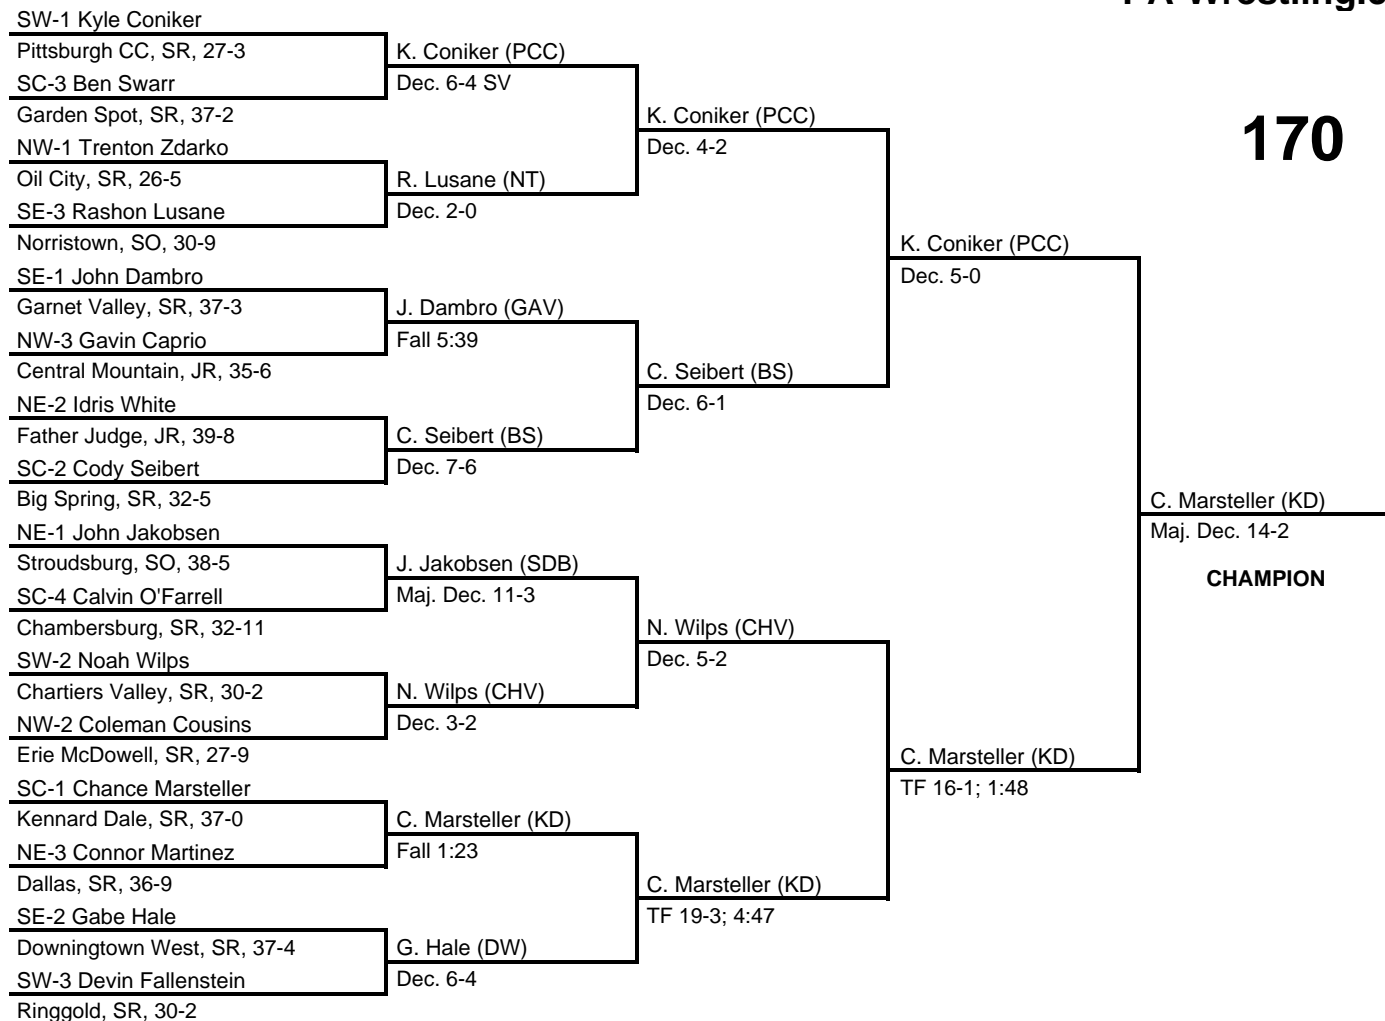 SW-1 Kyle Coniker
Pittsburgh CC, SR, 27-3
SC-3 Ben Swarr
Garden Spot, SR, 37-2
NW-1 Trenton Zdarko
Oil City, SR, 26-5
SE-3 Rashon Lusane
Norristown, SO, 30-9
SE-1 John Dambro
Garnet Valley, SR, 37-3
NW-3 Gavin Caprio
Central Mountain, JR, 35-6
NE-2 Idris White
Father Judge, JR, 39-8
SC-2 Cody Seibert
Big Spring, SR, 32-5
NE-1 John Jakobsen
Stroudsburg, SO, 38-5
SC-4 Calvin O'Farrell
Chambersburg, SR, 32-11
SW-2 Noah Wilps
Chartiers Valley, SR, 30-2
NW-2 Coleman Cousins
Erie McDowell, SR, 27-9
SC-1 Chance Marsteller
Kennard Dale, SR, 37-0
NE-3 Connor Martinez
Dallas, SR, 36-9
SE-2 Gabe Hale
Downingtown West, SR, 37-4
SW-3 Devin Fallenstein
Ringgold, SR, 30-2
K. Coniker (PCC)
Dec. 6-4 SV
R. Lusane (NT)
Dec. 2-0
J. Dambro (GAV)
Fall 5:39
C. Seibert (BS)
Dec. 7-6
J. Jakobsen (SDB)
Maj. Dec. 11-3
N. Wilps (CHV)
Dec. 3-2
C. Marsteller (KD)
Fall 1:23
G. Hale (DW)
Dec. 6-4
K. Coniker (PCC)
Dec. 4-2
C. Seibert (BS)
Dec. 6-1
N. Wilps (CHV)
Dec. 5-2
C. Marsteller (KD)
TF 19-3; 4:47
K. Coniker (PCC)
Dec. 5-0
C. Marsteller (KD)
TF 16-1; 1:48
170
C. Marsteller (KD)
Maj. Dec. 14-2
CHAMPION